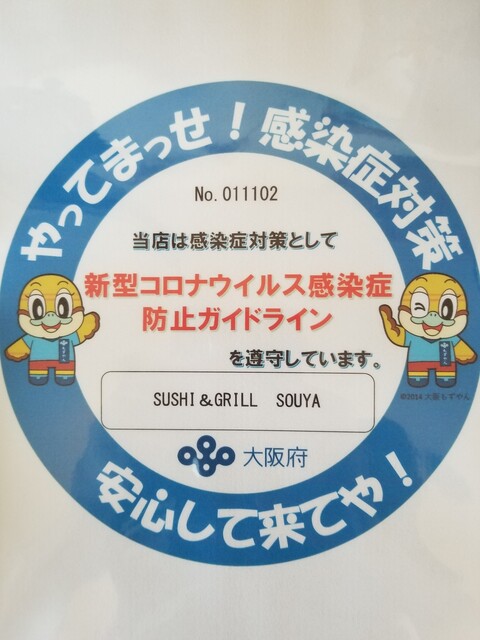 やってまっせ！感染症対策
No.011102
当店は感染症対策として
新型コロナウイルス感染症
防止ガイドライン
を遵守しています。
SUSHI＆GRILL SOUYA
©2014 大阪もずやん
大阪府
安心して来てや！